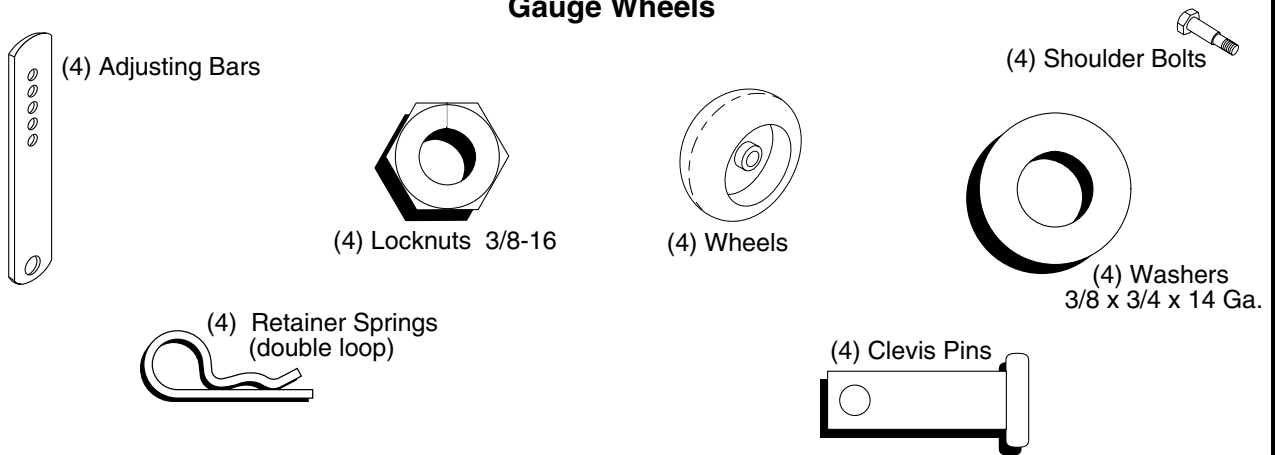 Gauge Wheels
(4) Adjusting Bars
(4) Shoulder Bolts
(4) Locknuts 3/8-16
(4) Wheels
(4) Washers
3/8 x 3/4 x 14 Ga.
(4) Retainer Springs
(double loop)
(4) Clevis Pins